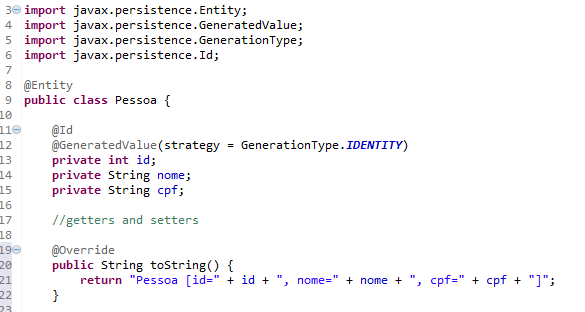 3 import javax.persistence.Entity;
4 import javax.persistence.GeneratedValue;
5 import javax.persistence.GenerationType;
6 import javax.persistence.Id;
7
8 @Entity
9 public class Pessoa {
10
11     @Id
12     @GeneratedValue(strategy = GenerationType.IDENTITY)
13     private int id;
14     private String nome;
15     private String cpf;
16
17     //getters and setters
18
19     @Override
20     public String toString() {
21         return "Pessoa [id=" + id + ", nome=" + nome + ", cpf=" + cpf + "]";
22     }
23